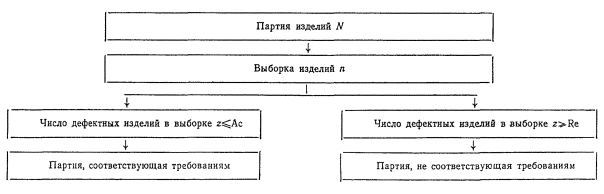 Партия изделий N
Выборка изделий n
Число дефектных изделий в выборке z⩽Ac
Число дефектных изделий в выборке z⩾Re
Партия, соответствующая требованиям
Партия, не соответствующая требованиям